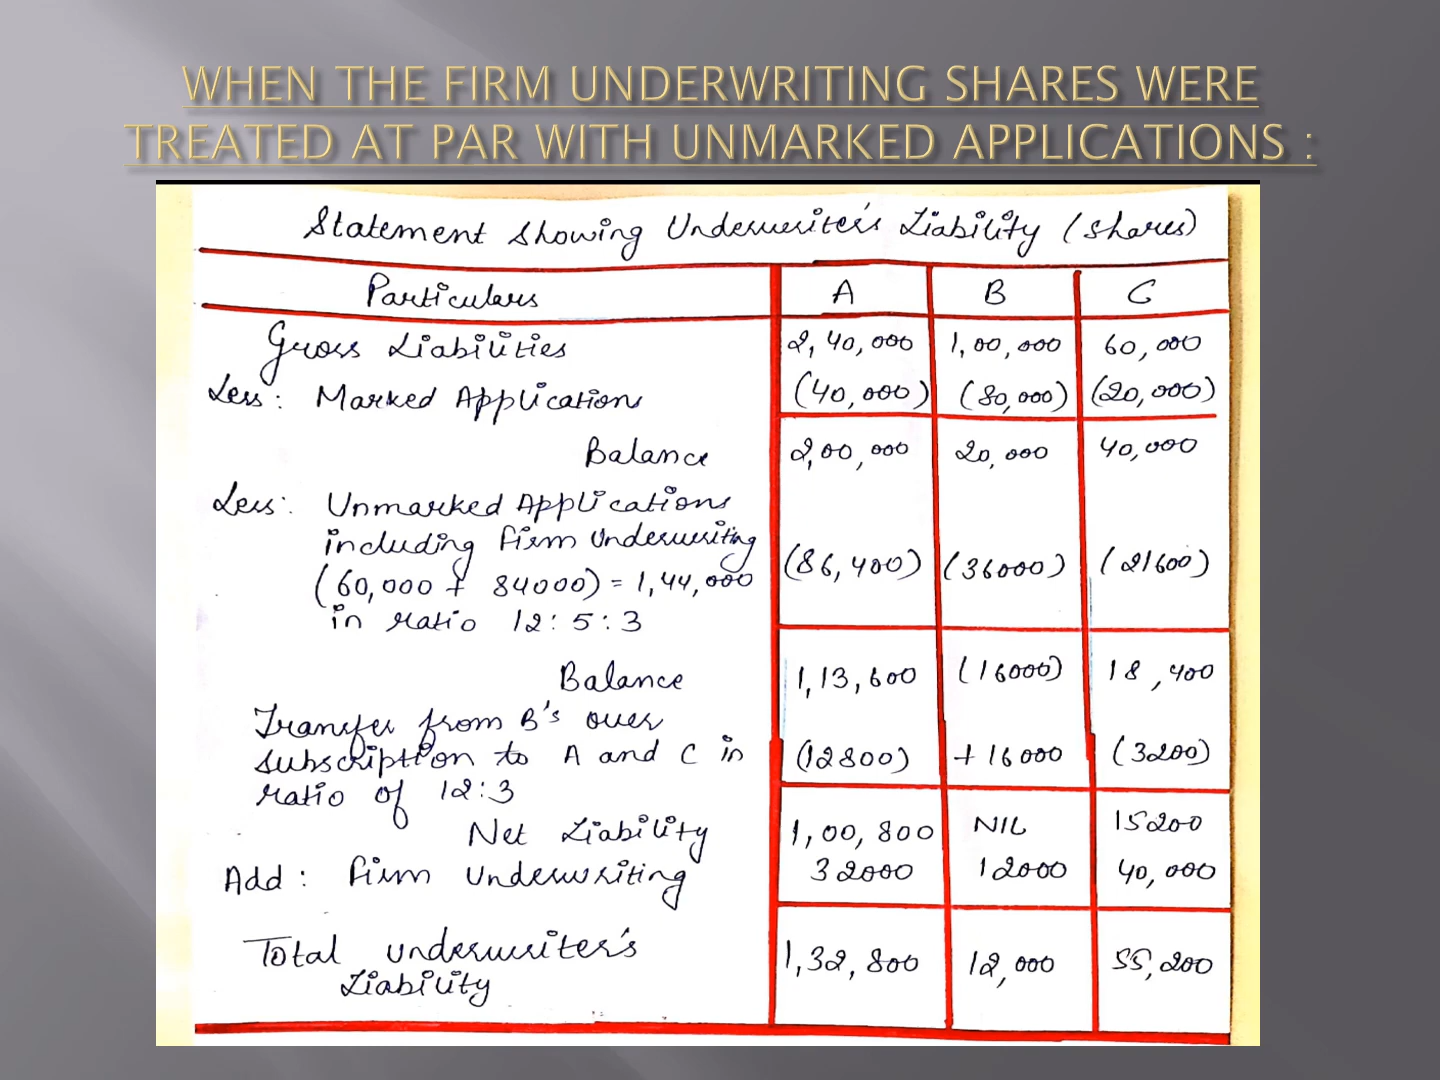 WHEN THE FIRM UNDERWRITING SHARES WERE
TREATED AT PAR WITH UNMARKED APPLICATIONS :
Statement Showing Underwriter's Liability (Shares)
Particulars A B C
Gross Liabilities 2,40,000 1,00,000 60,000
Less: Marked Application (40,000) (80,000) (20,000)
Balance 2,00,000 20,000 40,000
Less: Unmarked Applications
including Firm Underwriting
(86,400) (36000) (21600)
(60,000 + 84000) = 1,44,000
in ratio 12:5:3
Balance 1,13,600 (16000) 18,400
Transfer from B's over
subscription to A and C in (12800) + 16000 (3200)
ratio of 12:3
Net Liability 1,00,800 NIL 15200
Add: Firm Underwriting 32000 12000 40,000
Total underwriter's
1,32,800 12,000 55,200
Liability